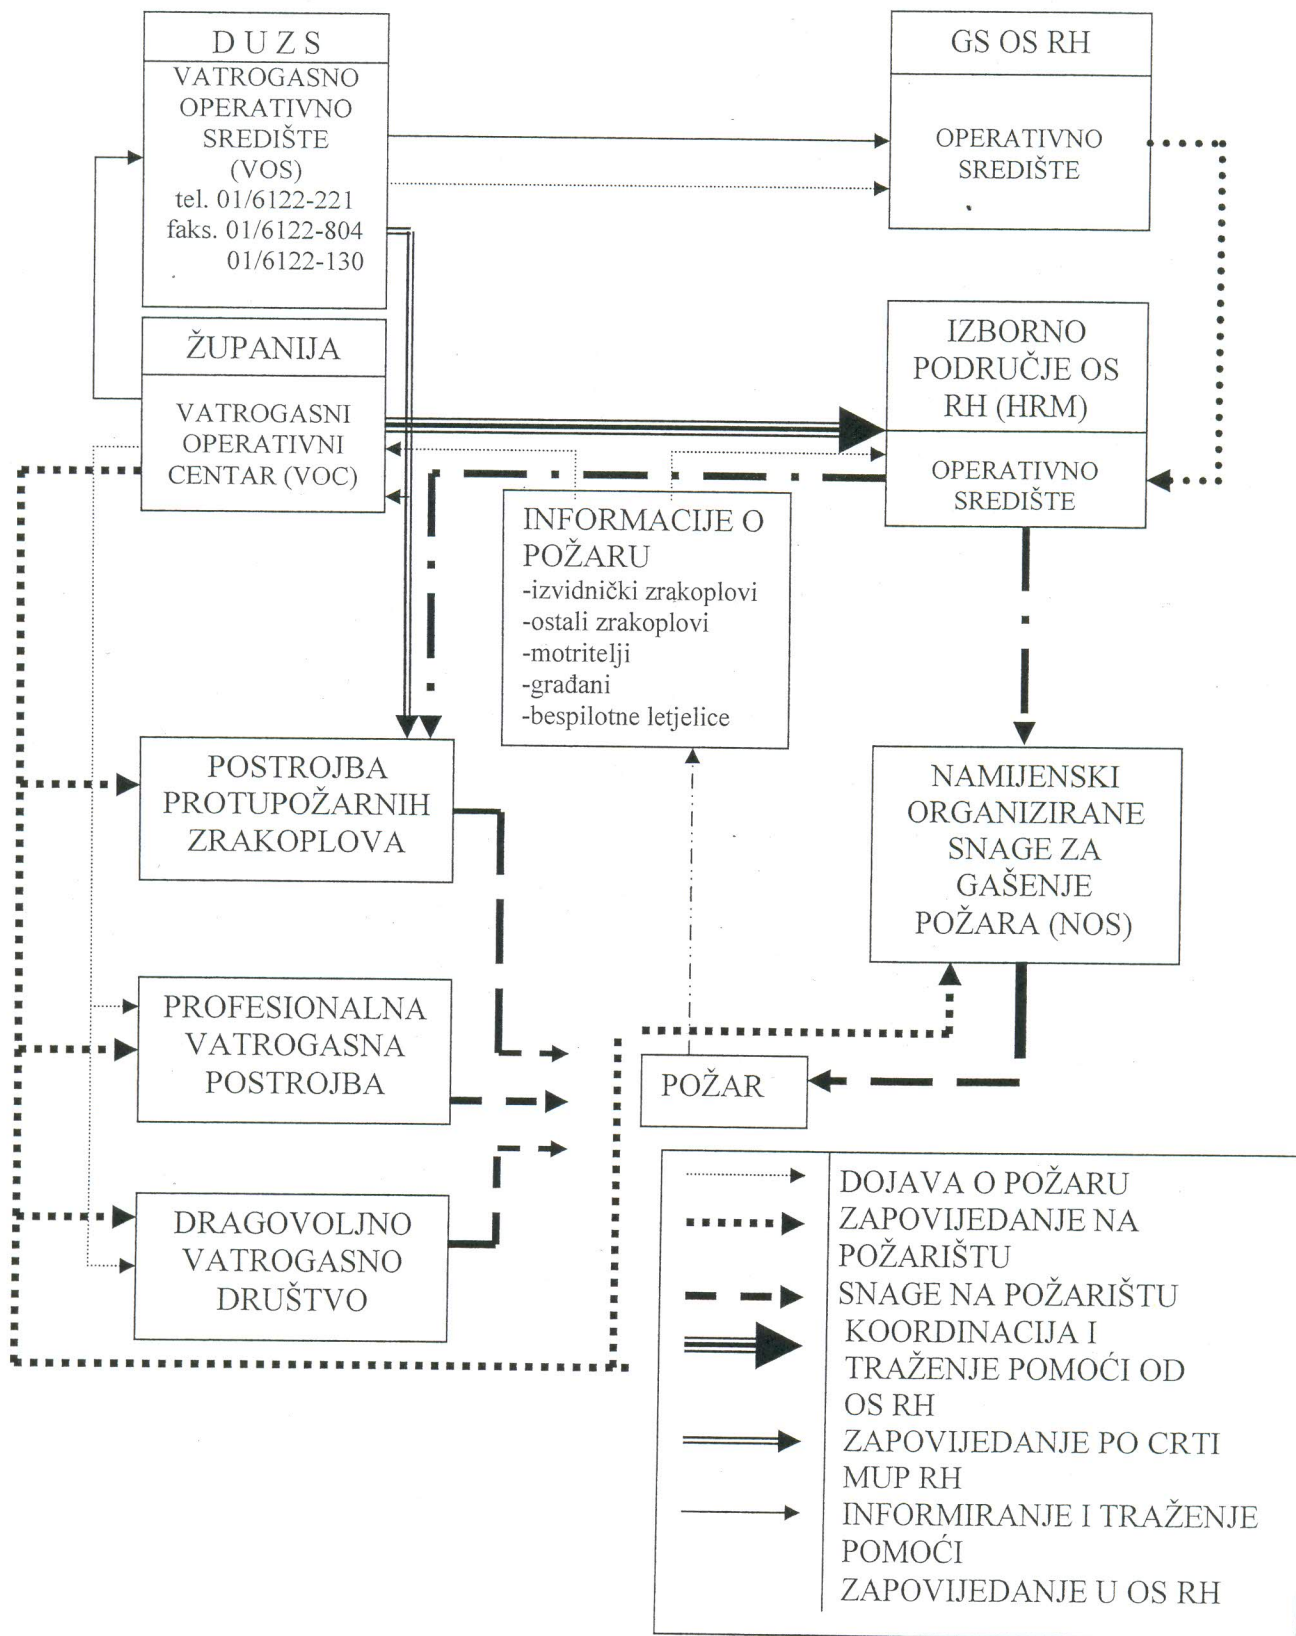 D U Z S
VATROGASNO
OPERATIVNO
SREDIŠTE
(VOS)
tel. 01/6122-221
faks. 01/6122-804
01/6122-130
GS OS RH
OPERATIVNO
SREDIŠTE
ŽUPANIJA
VATROGASNI
OPERATIVNI
CENTAR (VOC)
IZBORNO
PODRUČJE OS
RH (HRM)
OPERATIVNO
SREDIŠTE
INFORMACIJE O
POŽARU
-izvidnički zrakoplovi
-ostali zrakoplovi
-motritelji
-građani
-bespilotne letjelice
POSTROJBA
PROTUPOŽARNIH
ZRAKOPLOVA
NAMIJENSKI
ORGANIZIRANE
SNAGE ZA
GAŠENJE
POŽARA (NOS)
PROFESIONALNA
VATROGASNA
POSTROJBA
POŽAR
DRAGOVOLJNO
VATROGASNO
DRUŠTVO
DOJAVA O POŽARU
ZAPOVIJEDANJE NA
POŽARIŠTU
SNAGE NA POŽARIŠTU
KOORDINACIJA I
TRAŽENJE POMOĆI OD
OS RH
ZAPOVIJEDANJE PO CRTI
MUP RH
INFORMIRANJE I TRAŽENJE
POMOĆI
ZAPOVIJEDANJE U OS RH